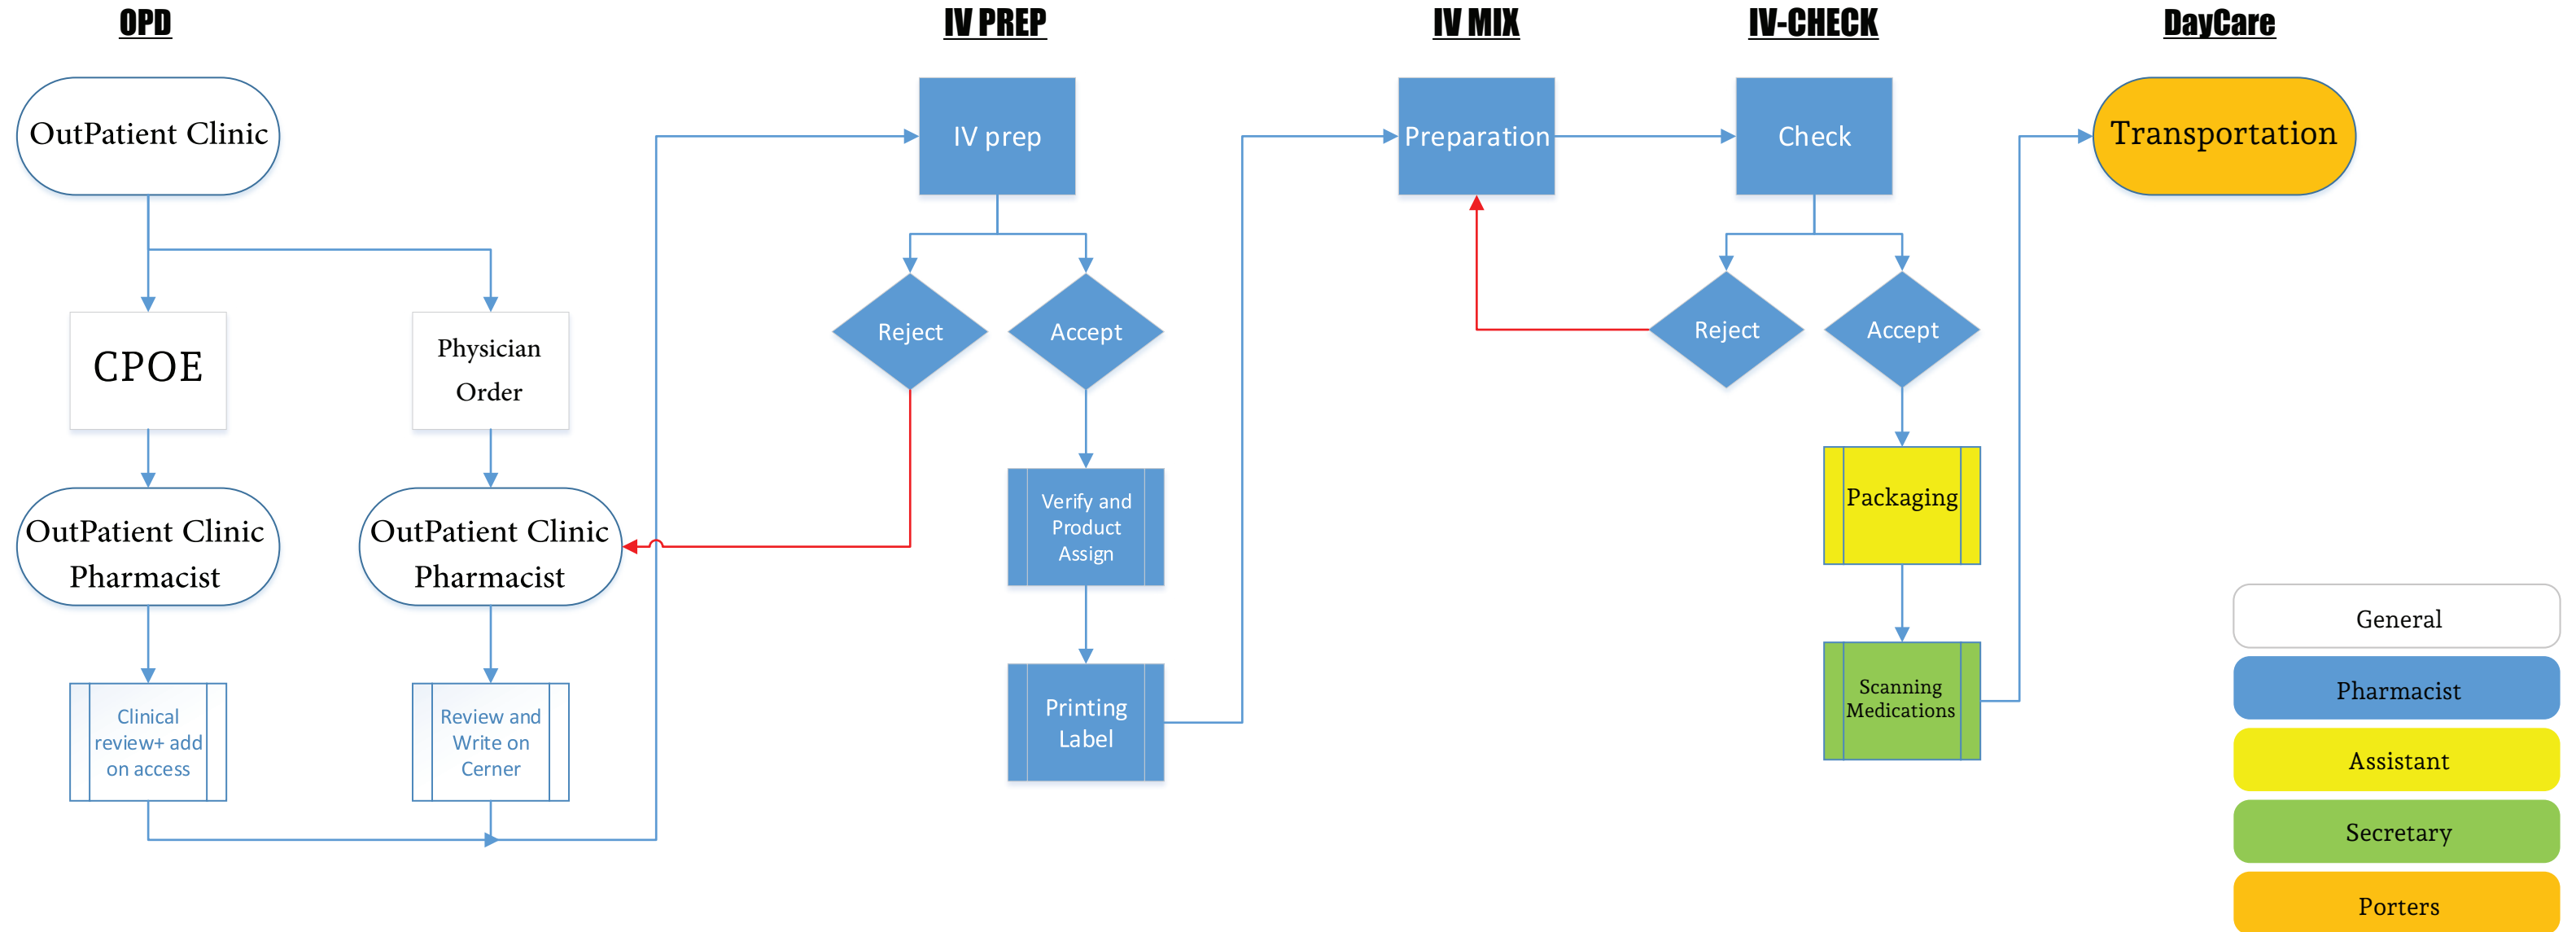 OPD
IV PREP
IV MIX
IV-CHECK
DayCare
OutPatient Clinic
IV prep
Preparation
Check
Transportation
CPOE
Physician
Order
Reject
Accept
Reject
Accept
OutPatient Clinic
Pharmacist
OutPatient Clinic
Pharmacist
Verify and
Product
Assign
Packaging
Clinical
review+ add
on access
Review and
Write on
Cerner
Printing
Label
Scanning
Medications
General
Pharmacist
Assistant
Secretary
Porters